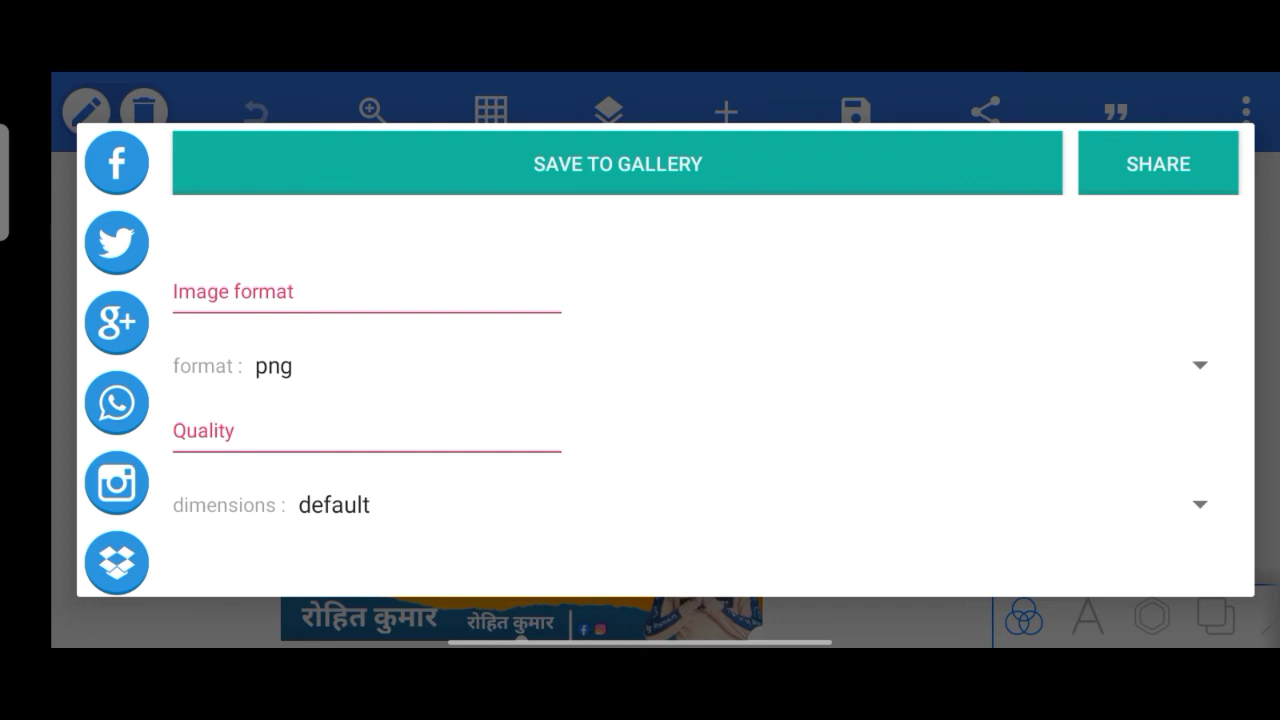 SAVE TO GALLERY
SHARE
Image format
format : png
Quality
dimensions : default
रोहित कुमार
रोहित कुमार